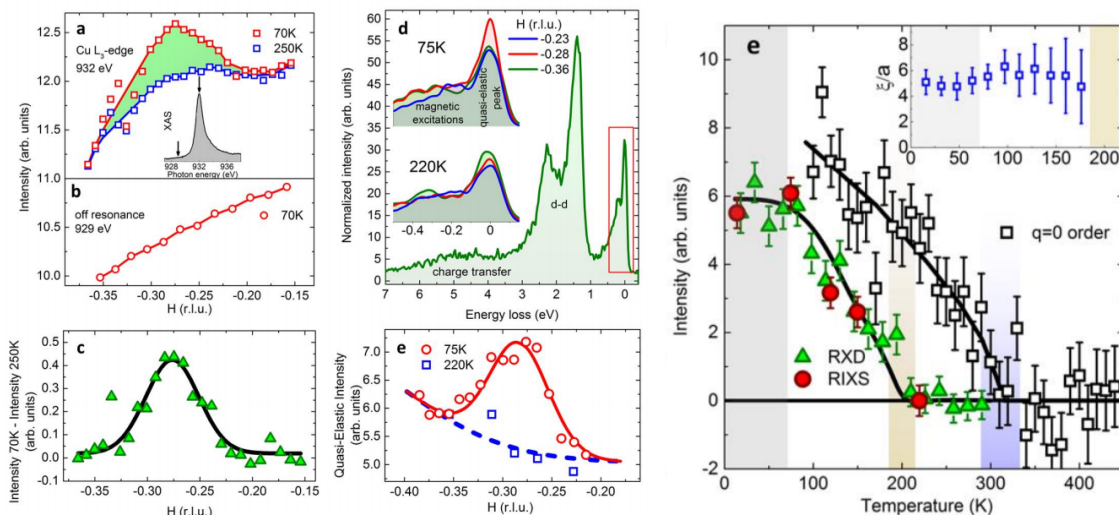 a
Cu L3-edge
932 eV
70K
250K
XAS
928 932 936
Photon energy (eV)
13.0
12.5
12.0
11.5
Intensity (arb. units)
b
off resonance
929 eV
70K
11.0
10.5
10.0
-0.35 -0.30 -0.25 -0.20 -0.15
H (r.l.u.)
c
Intensity 70K - Intensity 250K
(arb. units)
0.5
0.4
0.3
0.2
0.1
0.0
-0.35 -0.30 -0.25 -0.20 -0.15
H (r.l.u.)
d
H (r.l.u.)
-0.23
-0.28
-0.36
75K
magnetic
excitations
quasi-elastic
peak
220K
-0.4 -0.2 0
d-d
charge transfer
Normalized intensity (arb. units)
60
55
50
45
40
35
30
25
20
15
10
5
0
7 6 5 4 3 2 1 0
Energy loss (eV)
e
75K
220K
Quasi-Elastic Intensity
(arb. units)
7.0
6.5
6.0
5.5
5.0
-0.40 -0.35 -0.30 -0.25 -0.20
H (r.l.u.)
e
ξ/a
8
6
4
2
0
0 50 100 150 200
q=0 order
RXD
RIXS
Intensity (arb. units)
10
8
6
4
2
0
-2
0 50 100 150 200 250 300 350 400
Temperature (K)